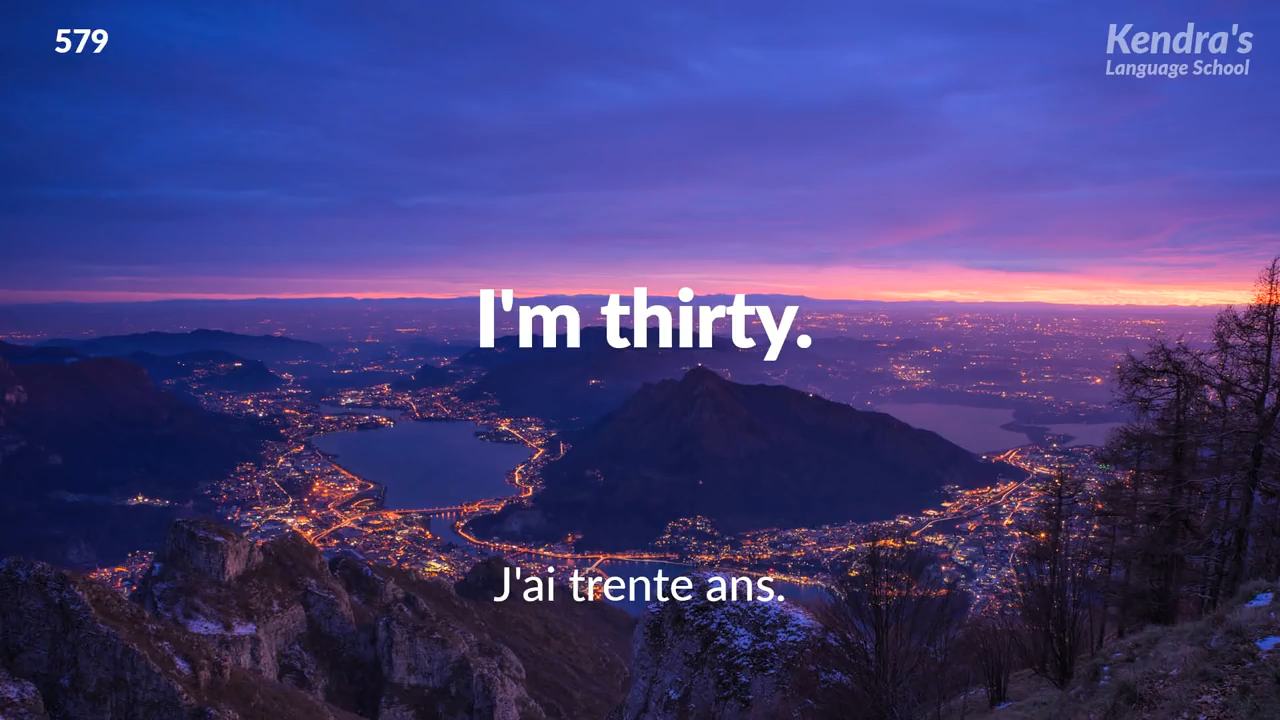 579
Kendra's
Language School
I'm thirty.
J'ai trente ans.